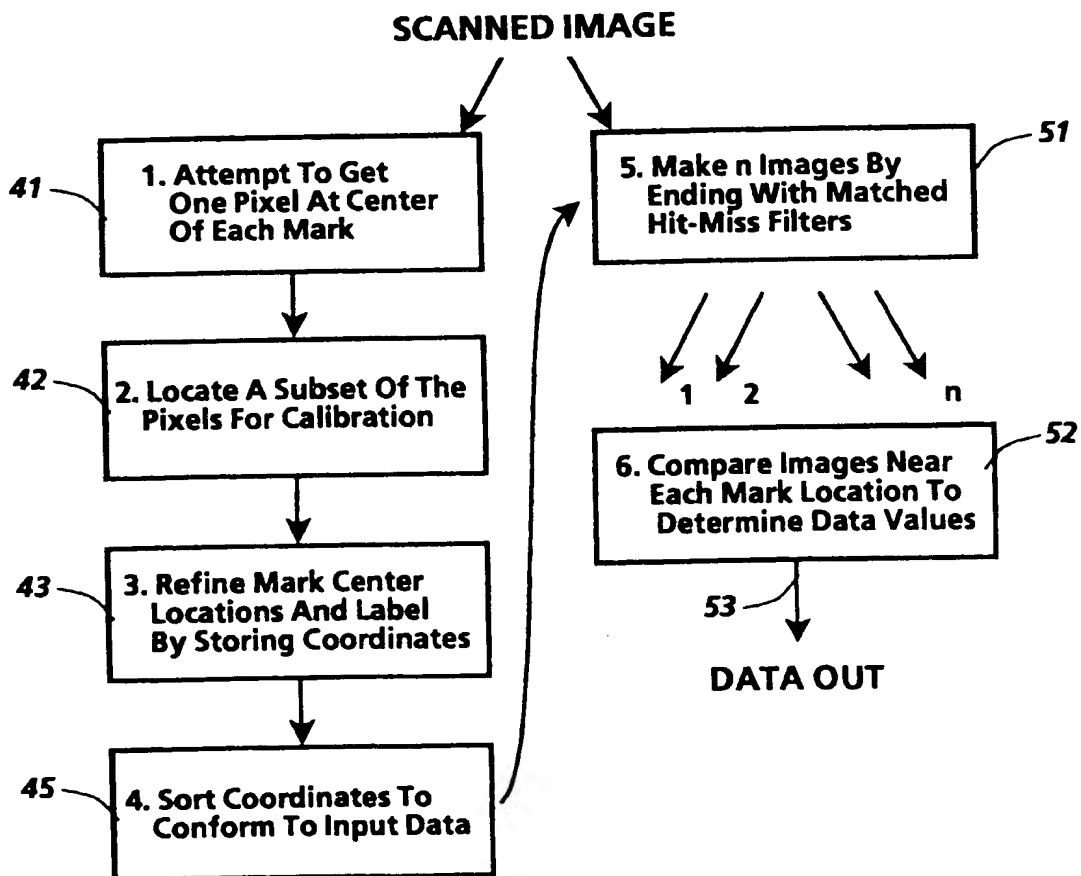 SCANNED IMAGE
41
1. Attempt To Get
One Pixel At Center
Of Each Mark
42
2. Locate A Subset Of The
Pixels For Calibration
43
3. Refine Mark Center
Locations And Label
By Storing Coordinates
45
4. Sort Coordinates To
Conform To Input Data
51
5. Make n Images By
Ending With Matched
Hit-Miss Filters
1 2 n
52
6. Compare Images Near
Each Mark Location To
Determine Data Values
53
DATA OUT